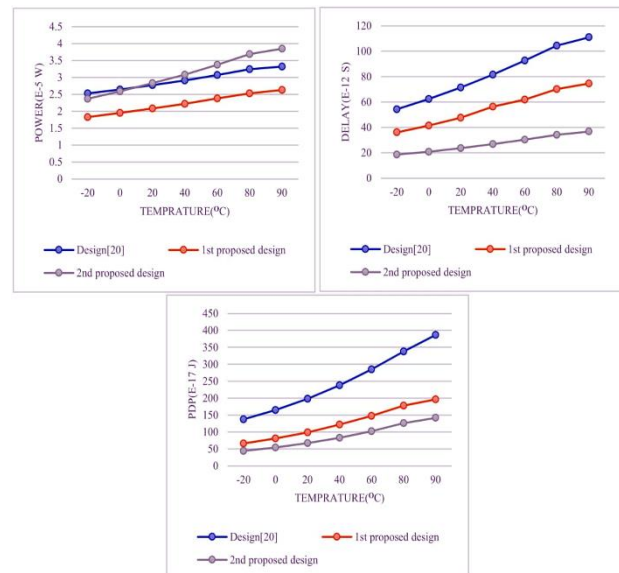 POWER(E-5 W)
4.5
4
3.5
3
2.5
2
1.5
1
0.5
0
-20 0 20 40 60 80 90
TEMPRATURE(⁰C)
Design[20] 1st proposed design
2nd proposed design
DELAY(E-12 S)
120
100
80
60
40
20
0
-20 0 20 40 60 80 90
TEMPRATURE(⁰C)
Design[20] 1st proposed design
2nd proposed design
PDP(E-17 J)
450
400
350
300
250
200
150
100
50
0
-20 0 20 40 60 80 90
TEMPRATURE(⁰C)
Design[20] 1st proposed design
2nd proposed design